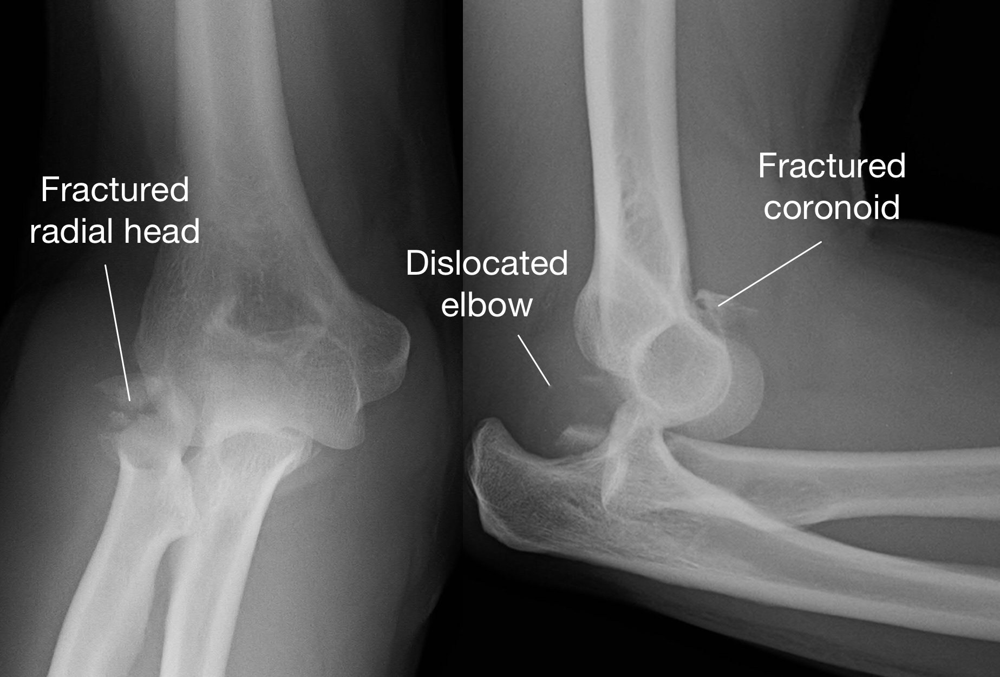 Fractured
radial head
Dislocated
elbow
Fractured
coronoid